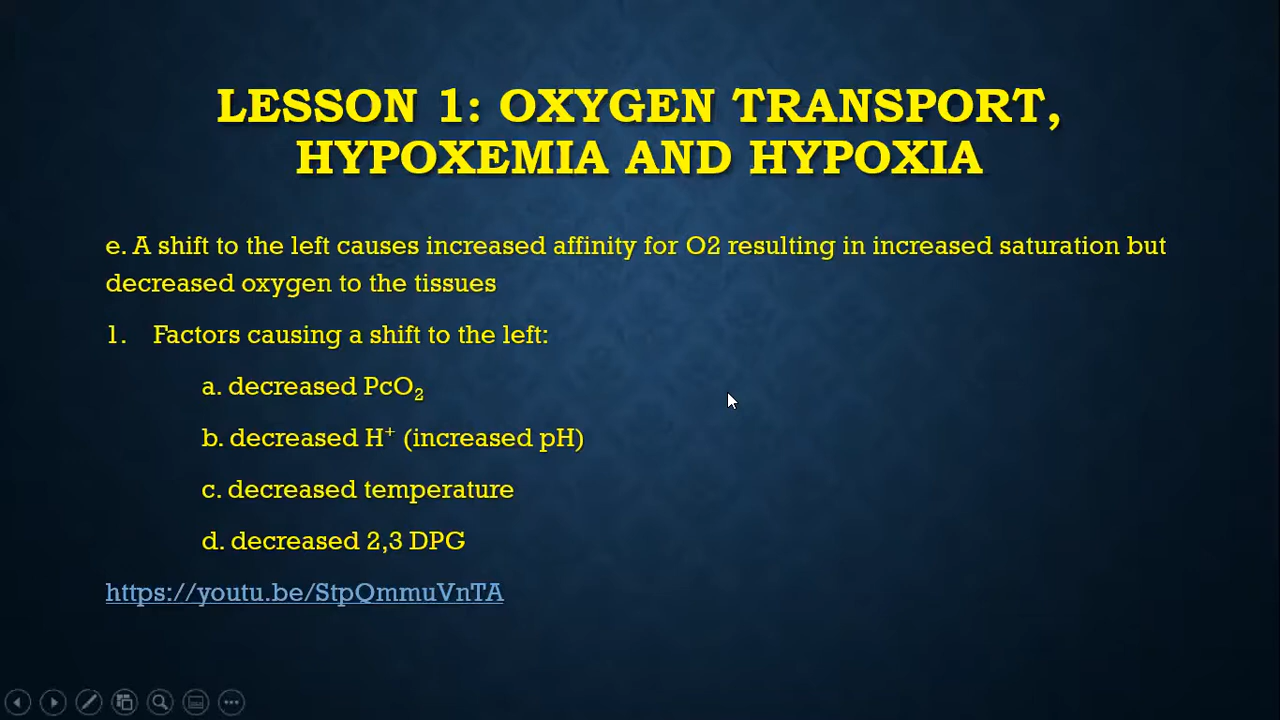 LESSON 1: OXYGEN TRANSPORT,
HYPOXEMIA AND HYPOXIA
e. A shift to the left causes increased affinity for O2 resulting in increased saturation but
decreased oxygen to the tissues
1. Factors causing a shift to the left:
a. decreased PcO₂
b. decreased H⁺ (increased pH)
c. decreased temperature
d. decreased 2,3 DPG
https://youtu.be/StpQmmuVnTA